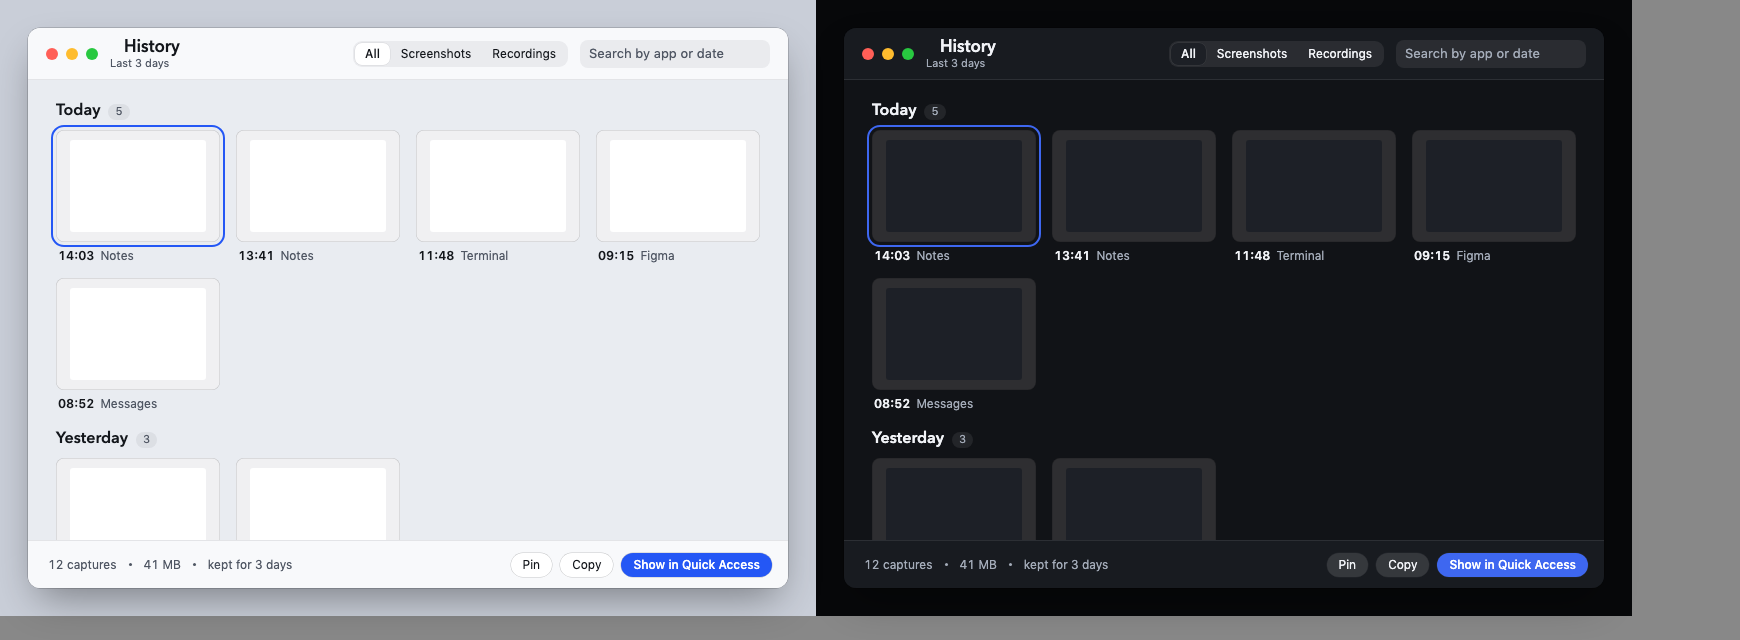 History
Last 3 days
All Screenshots Recordings
Search by app or date
Today 5
14:03 Notes
13:41 Notes
11:48 Terminal
09:15 Figma
08:52 Messages
Yesterday 3
12 captures • 41 MB • kept for 3 days
Pin
Copy
Show in Quick Access
History
Last 3 days
All Screenshots Recordings
Search by app or date
Today 5
14:03 Notes
13:41 Notes
11:48 Terminal
09:15 Figma
08:52 Messages
Yesterday 3
12 captures • 41 MB • kept for 3 days
Pin
Copy
Show in Quick Access